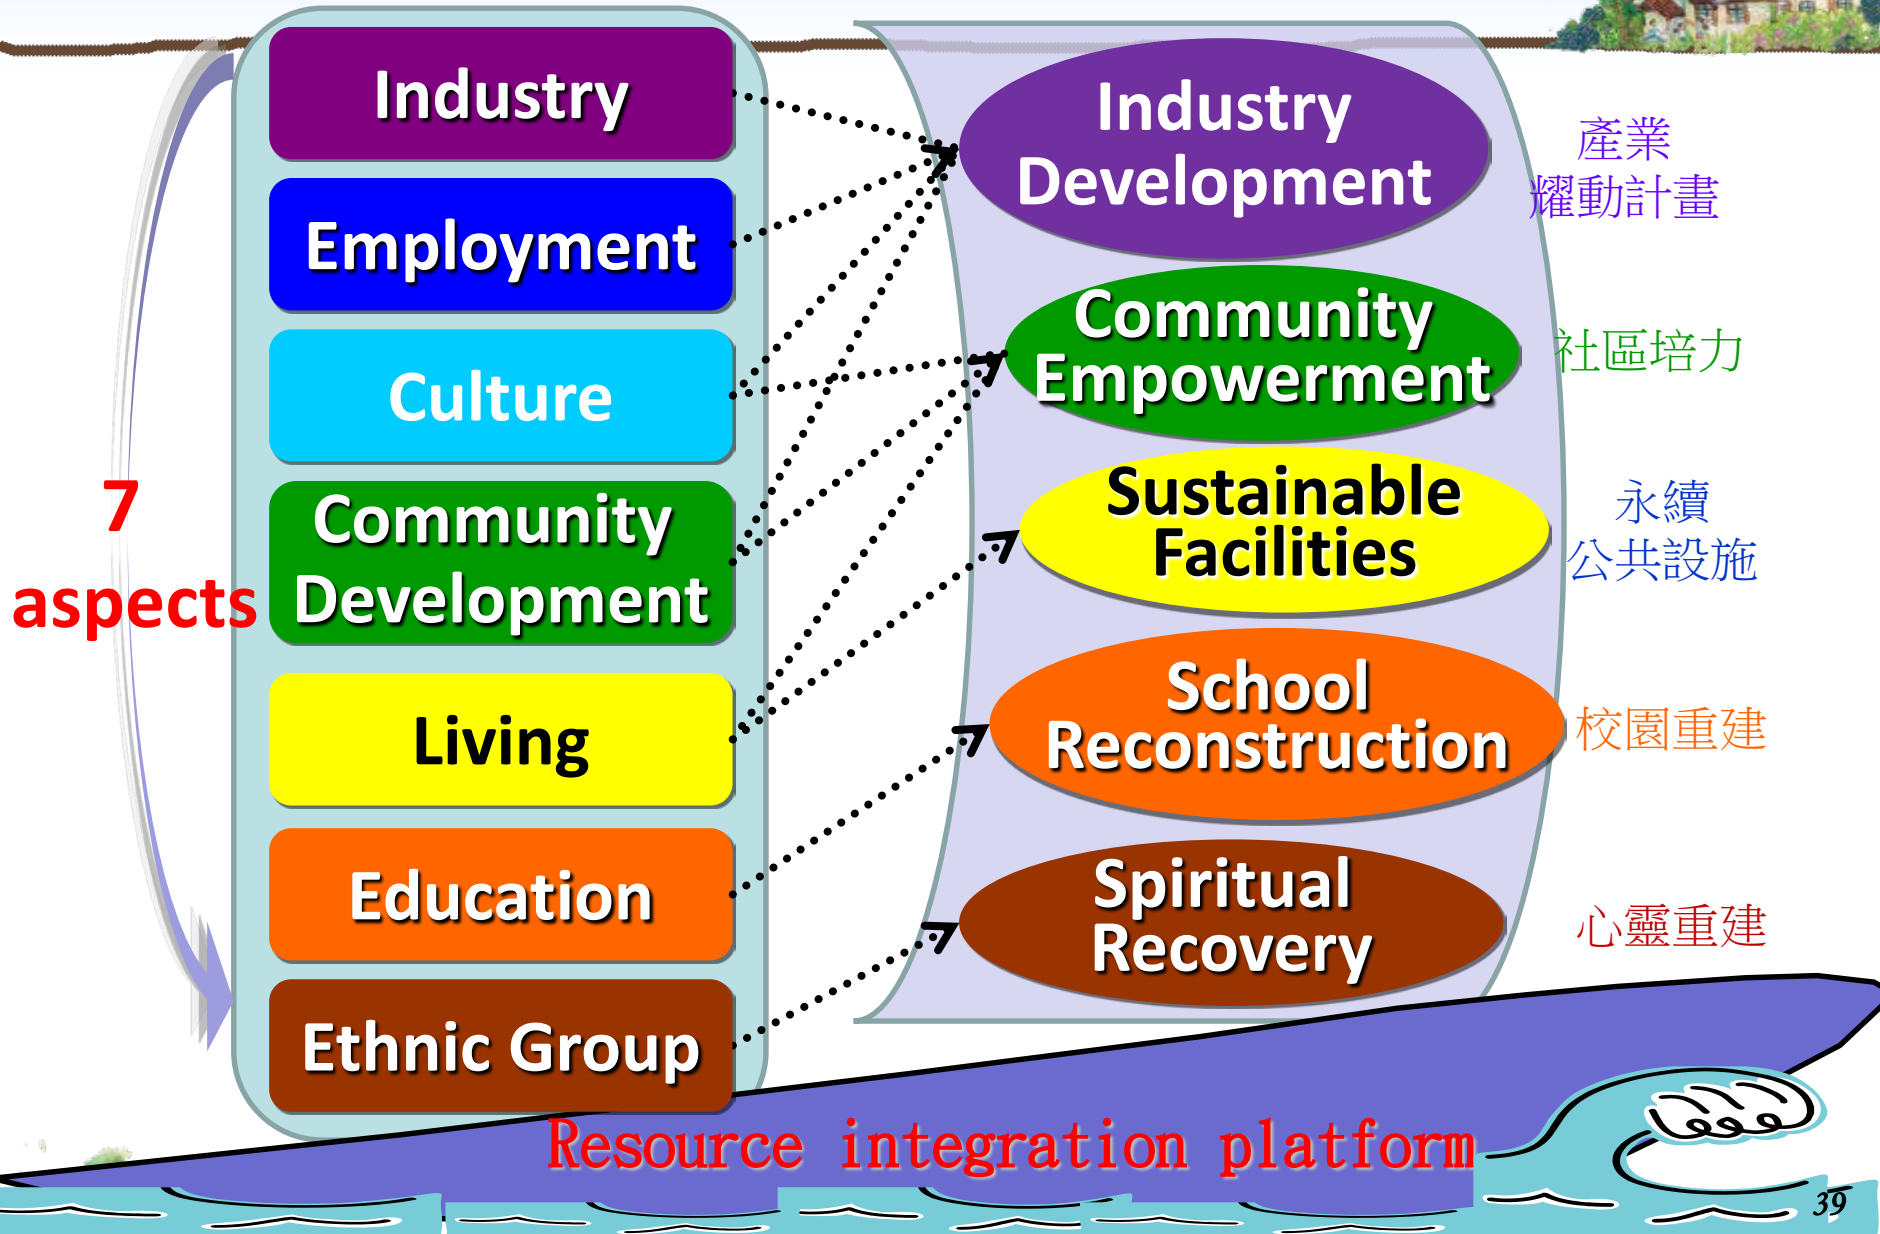 7
aspects
Industry
Employment
Culture
Community
Development
Living
Education
Ethnic Group
Industry
Development
Community
Empowerment
Sustainable
Facilities
School
Reconstruction
Spiritual
Recovery
產業
耀動計畫
社區培力
永續
公共設施
校園重建
心靈重建
Resource integration platform
39